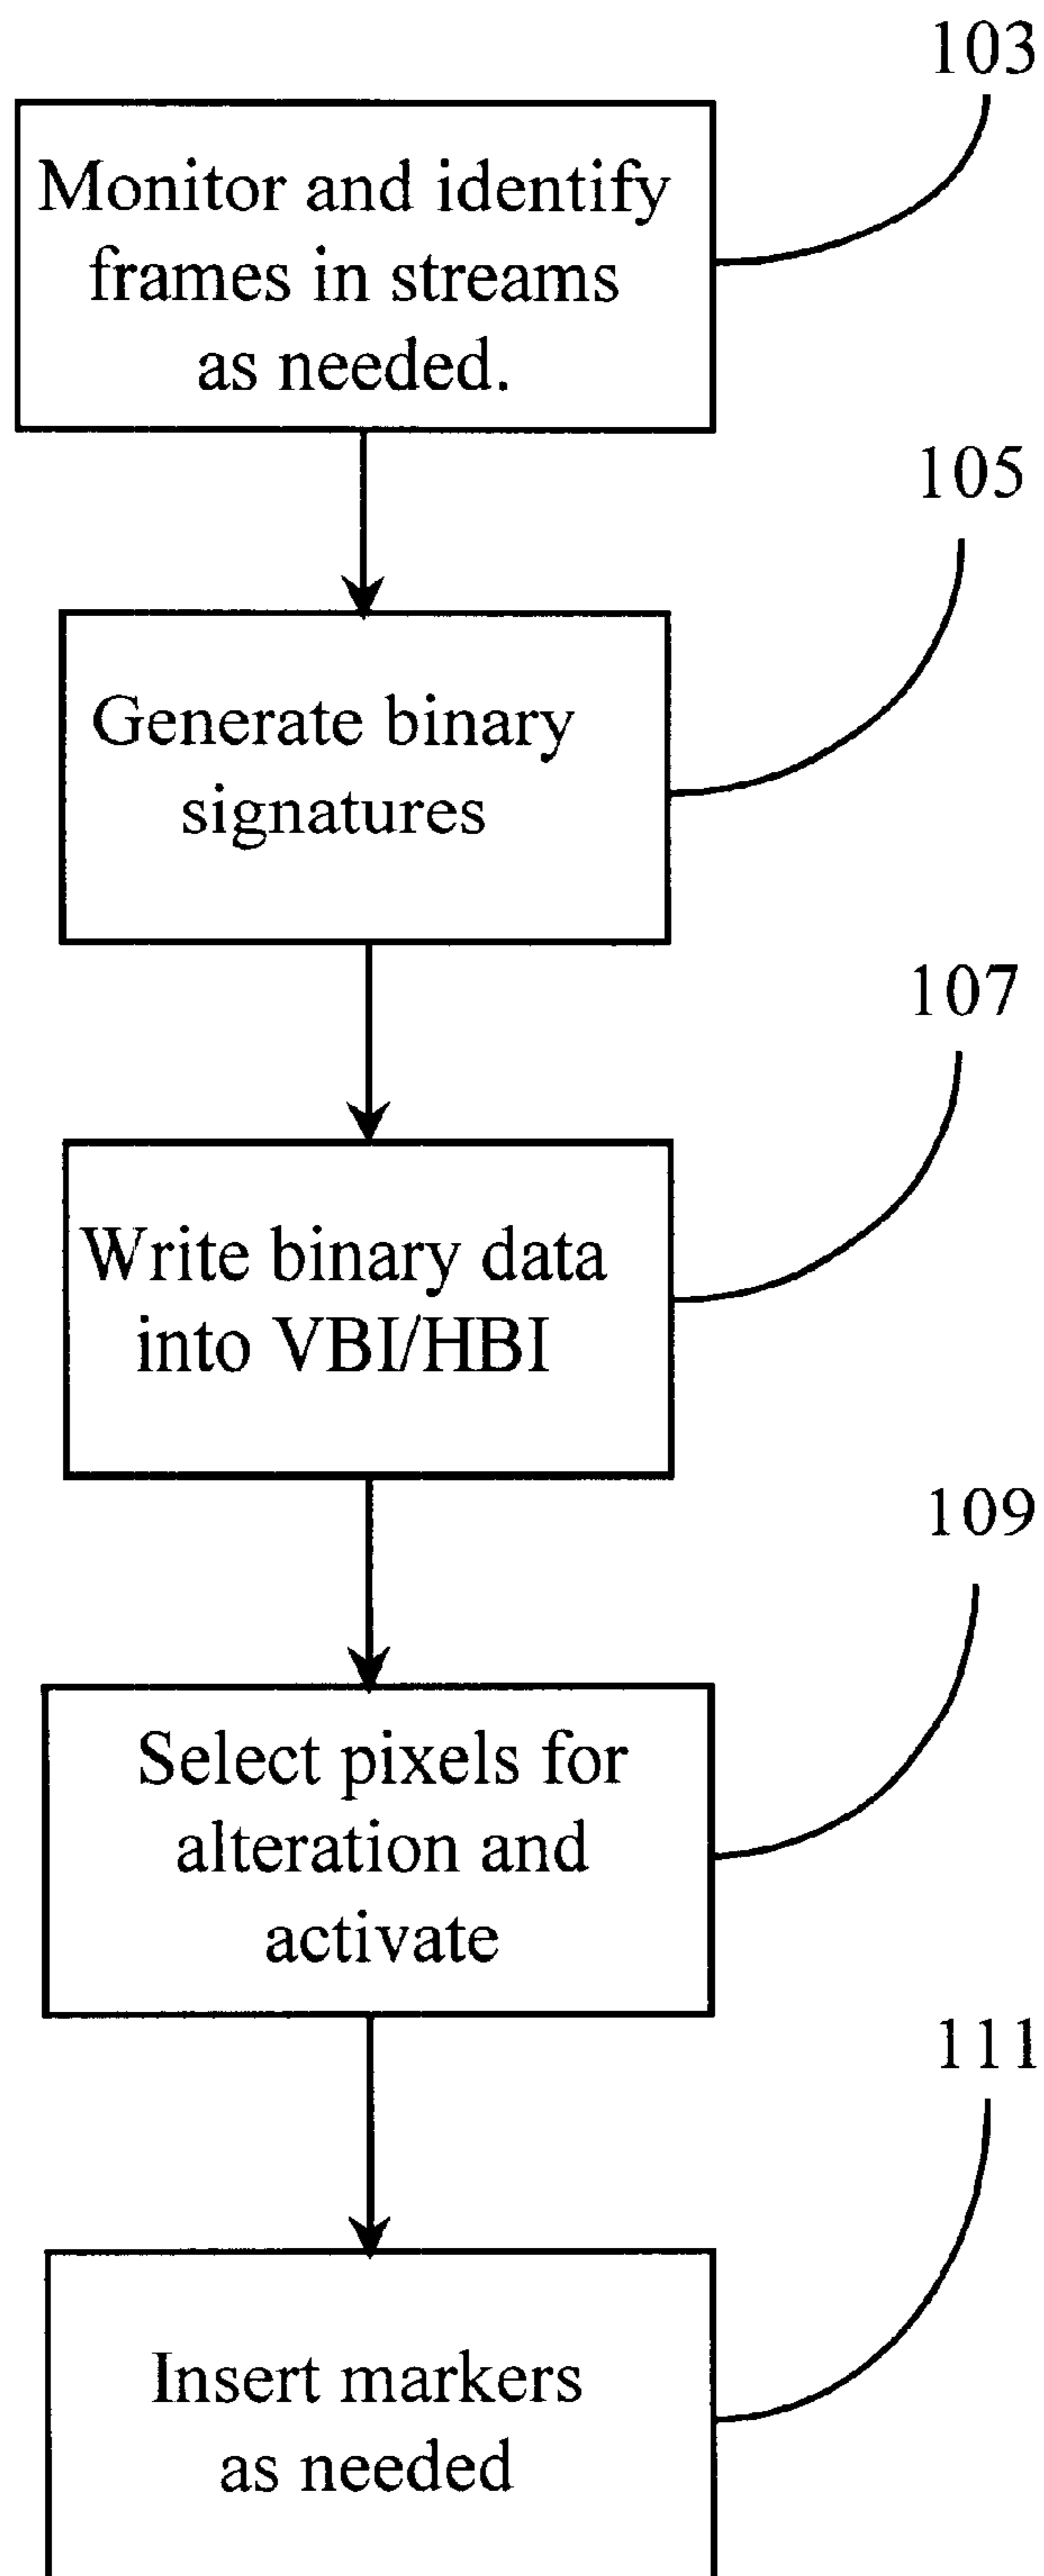 103
Monitor and identify
frames in streams
as needed.
105
Generate binary
signatures
107
Write binary data
into VBI/HBI
109
Select pixels for
alteration and
activate
111
Insert markers
as needed